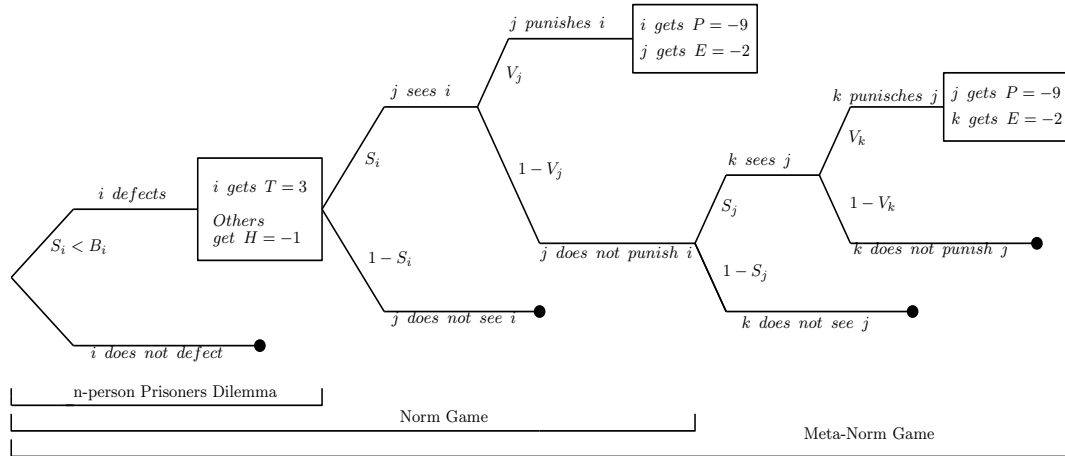 j punishes i
i gets P = −9
j gets E = −2
V_j
j sees i
k punisches j
j gets P = −9
k gets E = −2
V_k
S_i
1 − V_j
k sees j
i defects
i gets T = 3
Others
get H = −1
S_j
1 − V_k
S_i < B_i
1 − S_i
j does not punish i
k does not punish j
1 − S_j
j does not see i
k does not see j
i does not defect
n-person Prisoners Dilemma
Norm Game
Meta-Norm Game